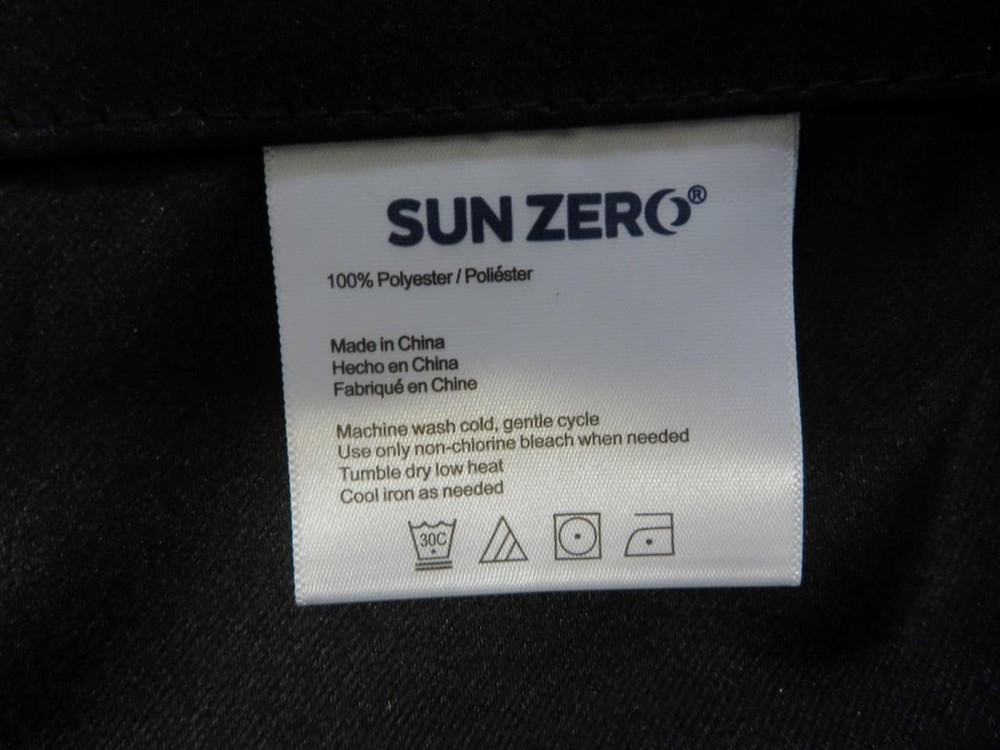 SUN ZERO®
100% Polyester / Poliéster
Made in China
Hecho en China
Fabriqué en Chine
Machine wash cold, gentle cycle
Use only non-chlorine bleach when needed
Tumble dry low heat
Cool iron as needed
30C